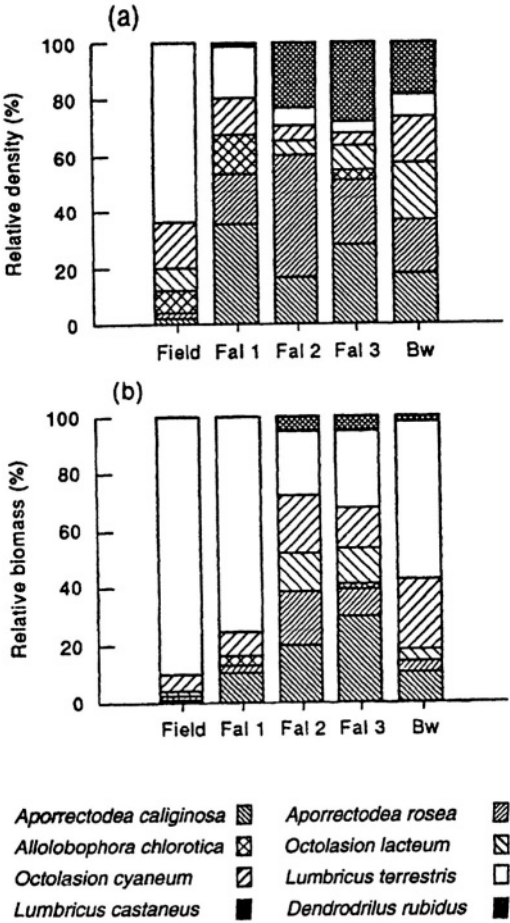 (a)
Relative density (%)
100
80
60
40
20
0
Field Fal 1 Fal 2 Fal 3 Bw
(b)
Relative biomass (%)
100
80
60
40
20
0
Field Fal 1 Fal 2 Fal 3 Bw
Aporrectodea caliginosa Aporrectodea rosea
Allolobophora chlorotica Octolasion lacteum
Octolasion cyaneum Lumbricus terrestris
Lumbricus castaneus Dendrodrilus rubidus